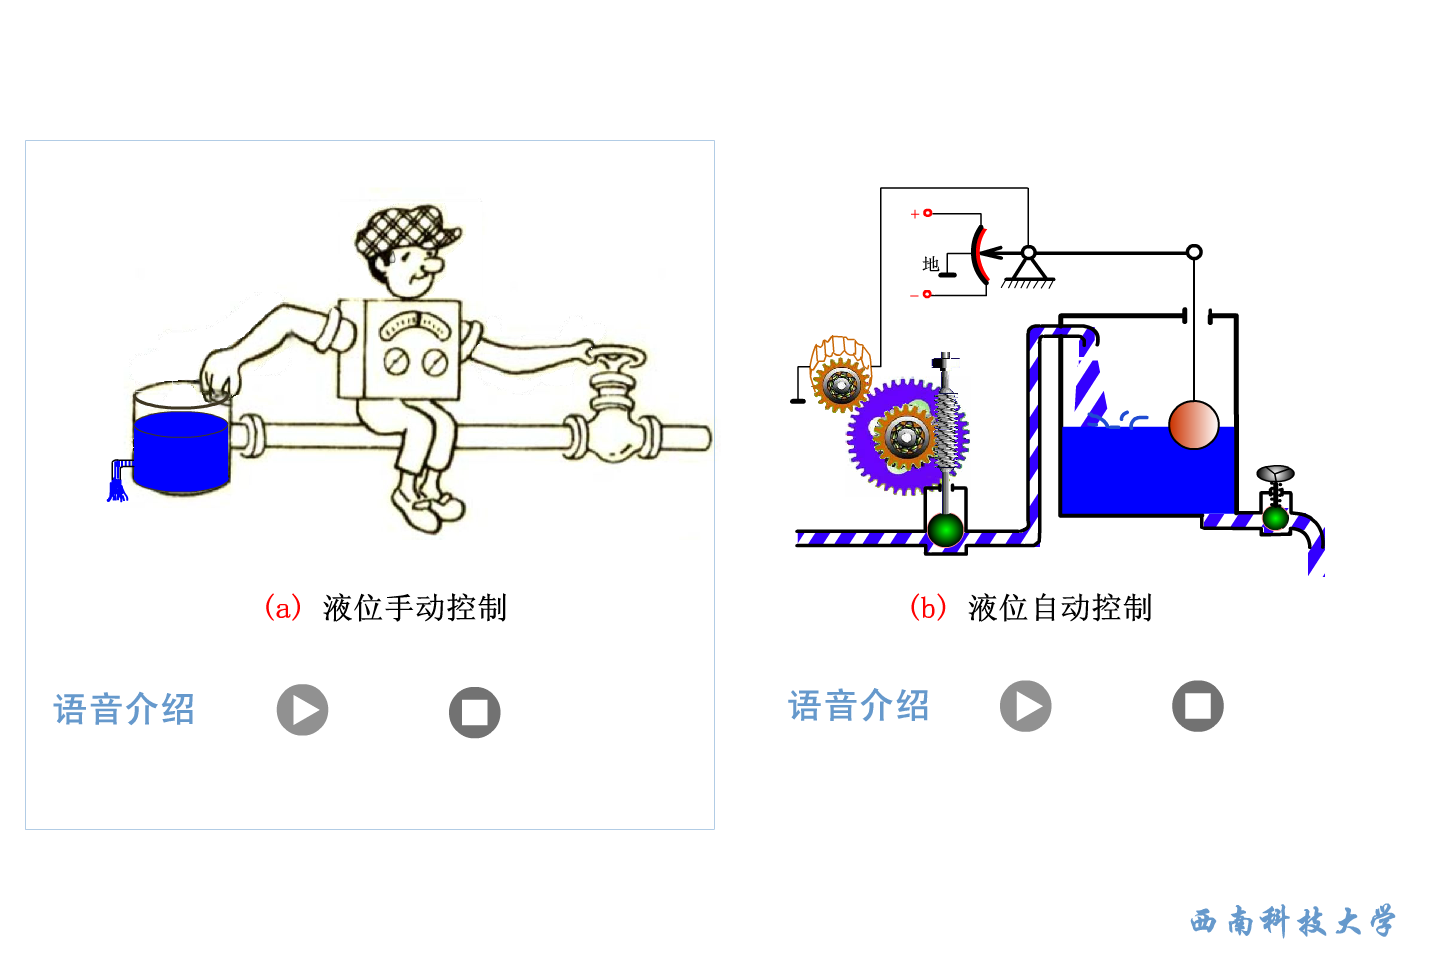 +
地
−
(a) 液位手动控制
(b) 液位自动控制
语音介绍
语音介绍
西南科技大学